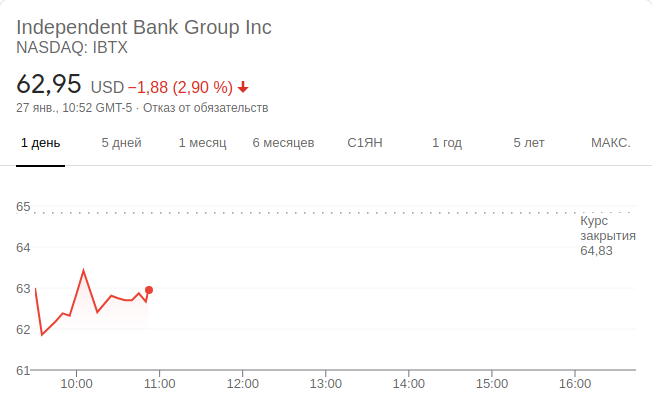 Independent Bank Group Inc
NASDAQ: IBTX
62,95 USD −1,88 (2,90 %)
27 янв., 10:52 GMT-5 · Отказ от обязательств
1 день 5 дней 1 месяц 6 месяцев С1ЯН 1 год 5 лет МАКС.
65
Курс
закрытия
64,83
64
63
62
61
10:00 11:00 12:00 13:00 14:00 15:00 16:00